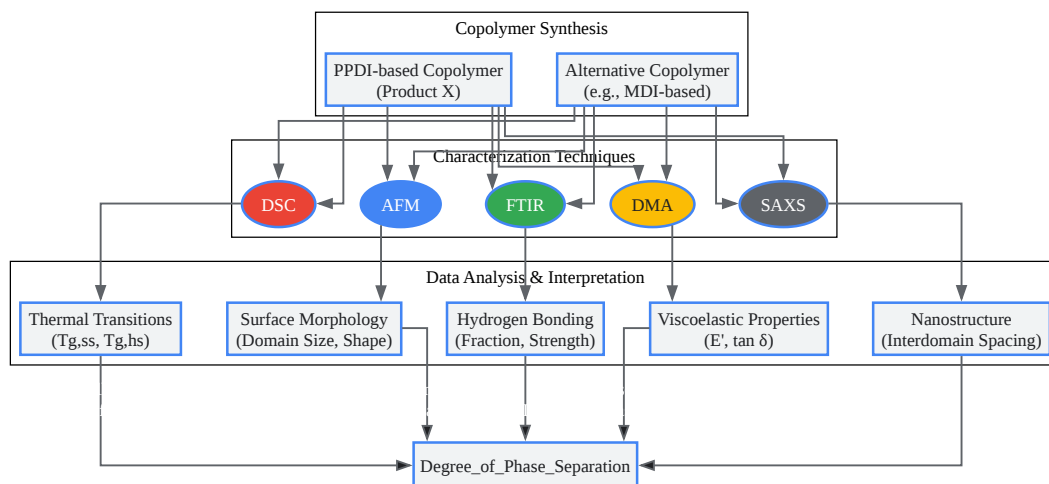 Copolymer Synthesis
PPDI-based Copolymer
(Product X)
Alternative Copolymer
(e.g., MDI-based)
Characterization Techniques
DSC
AFM
FTIR
DMA
SAXS
Data Analysis & Interpretation
Thermal Transitions
(Tg,ss, Tg,hs)
Surface Morphology
(Domain Size, Shape)
Hydrogen Bonding
(Fraction, Strength)
Viscoelastic Properties
(E', tan δ)
Nanostructure
(Interdomain Spacing)
Degree_of_Phase_Separation